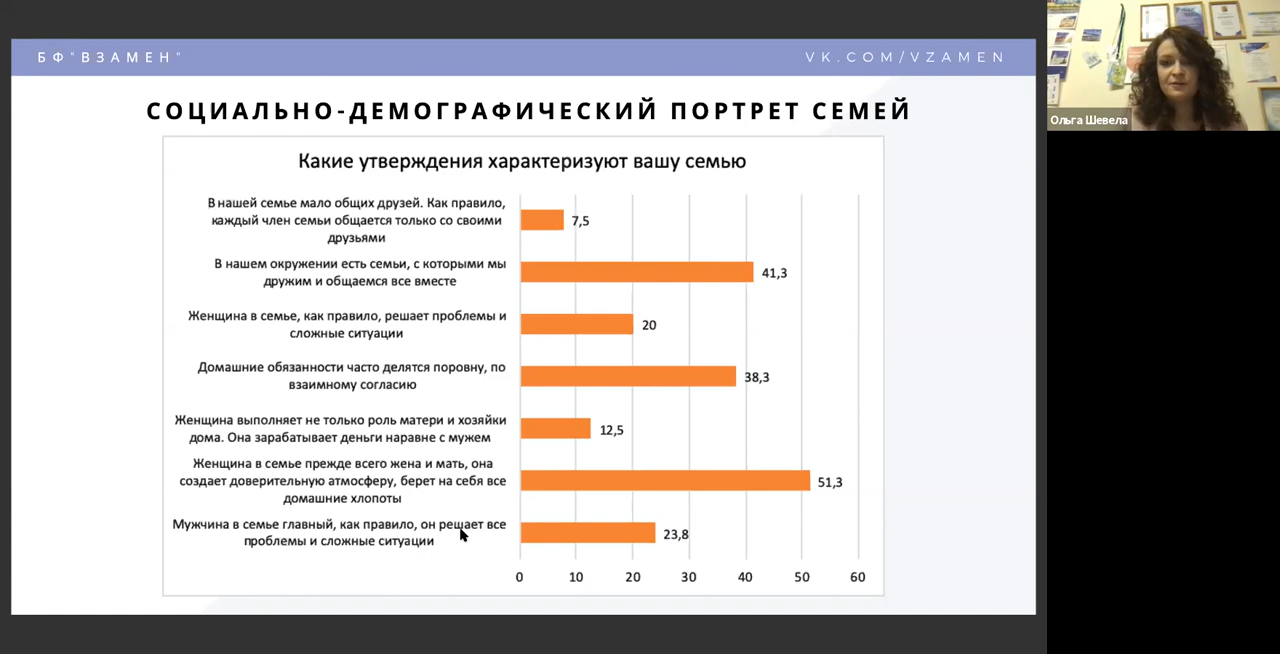 БФ"ВЗАМЕН"
VK.COM/VZAMEN
СОЦИАЛЬНО-ДЕМОГРАФИЧЕСКИЙ ПОРТРЕТ СЕМЕЙ
Какие утверждения характеризуют вашу семью
В нашей семье мало общих друзей. Как правило,
каждый член семьи общается только со своими
друзьями
7,5
В нашем окружении есть семьи, с которыми мы
дружим и общаемся все вместе
41,3
Женщина в семье, как правило, решает проблемы и
сложные ситуации
20
Домашние обязанности часто делятся поровну, по
взаимному согласию
38,3
Женщина выполняет не только роль матери и хозяйки
дома. Она зарабатывает деньги наравне с мужем
12,5
Женщина в семье прежде всего жена и мать, она
создает доверительную атмосферу, берет на себя все
домашние хлопоты
51,3
Мужчина в семье главный, как правило, он решает все
проблемы и сложные ситуации
23,8
0 10 20 30 40 50 60
Ольга Шевела